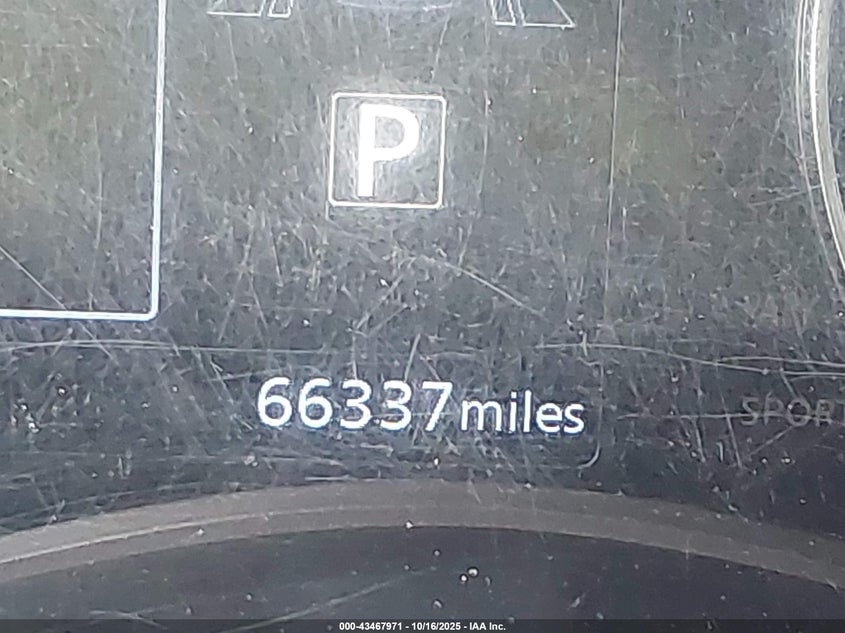 P
66337 miles
SPORT
000-43467971 - 10/16/2025 - IAA Inc.